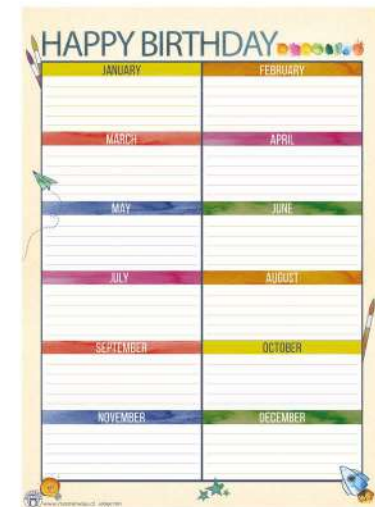 HAPPY BIRTHDAY
JANUARY
FEBRUARY
MARCH
APRIL
MAY
JUNE
JULY
AUGUST
SEPTEMBER
OCTOBER
NOVEMBER
DECEMBER